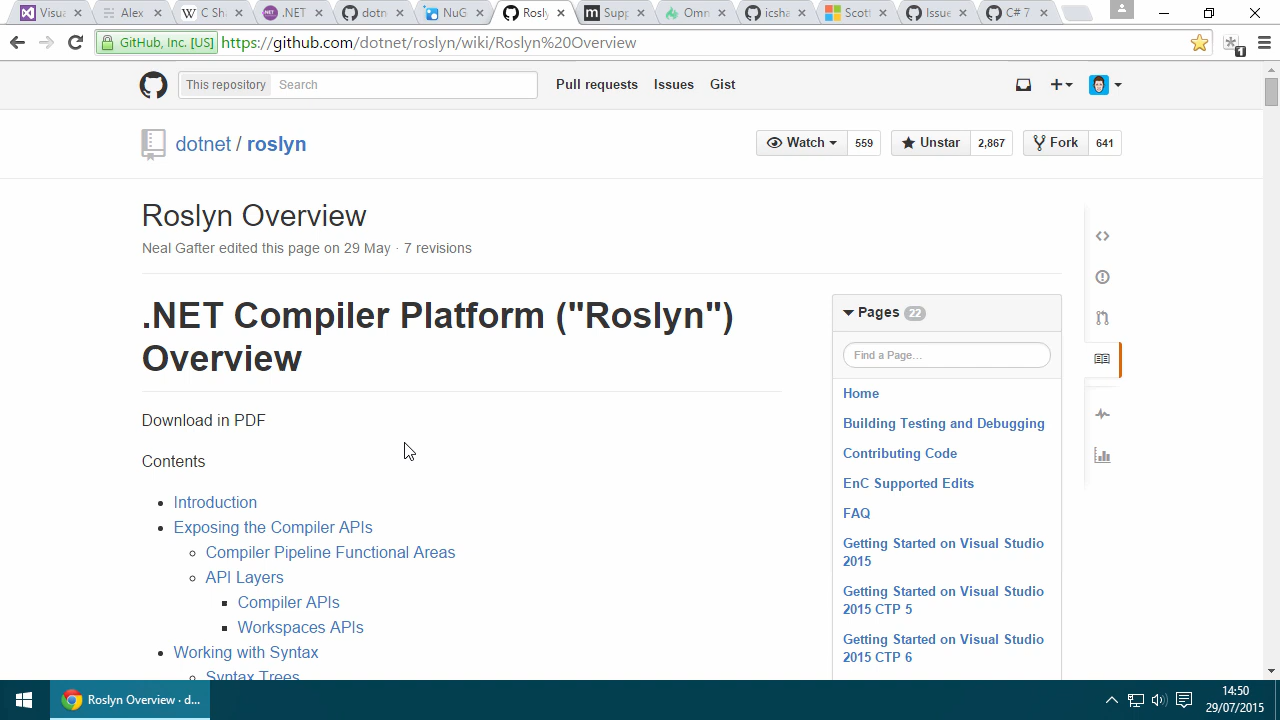 Visua
Alex
C Sha
.NET
dotn
NuG
Rosly
Supp
Omn
icsha
Scott
Issue
C# 7
GitHub, Inc. [US]
https://github.com/dotnet/roslyn/wiki/Roslyn%20Overview
1
This repository
Search
Pull requests
Issues
Gist
dotnet / roslyn
Watch
559
Unstar
2,867
Fork
641
Roslyn Overview
Neal Gafter edited this page on 29 May · 7 revisions
.NET Compiler Platform ("Roslyn")
Overview
Download in PDF
Contents
• Introduction
• Exposing the Compiler APIs
Compiler Pipeline Functional Areas
API Layers
Compiler APIs
Workspaces APIs
• Working with Syntax
Syntax Trees
Pages 22
Find a Page…
Home
Building Testing and Debugging
Contributing Code
EnC Supported Edits
FAQ
Getting Started on Visual Studio
2015
Getting Started on Visual Studio
2015 CTP 5
Getting Started on Visual Studio
2015 CTP 6
Roslyn Overview · d...
14:50
29/07/2015